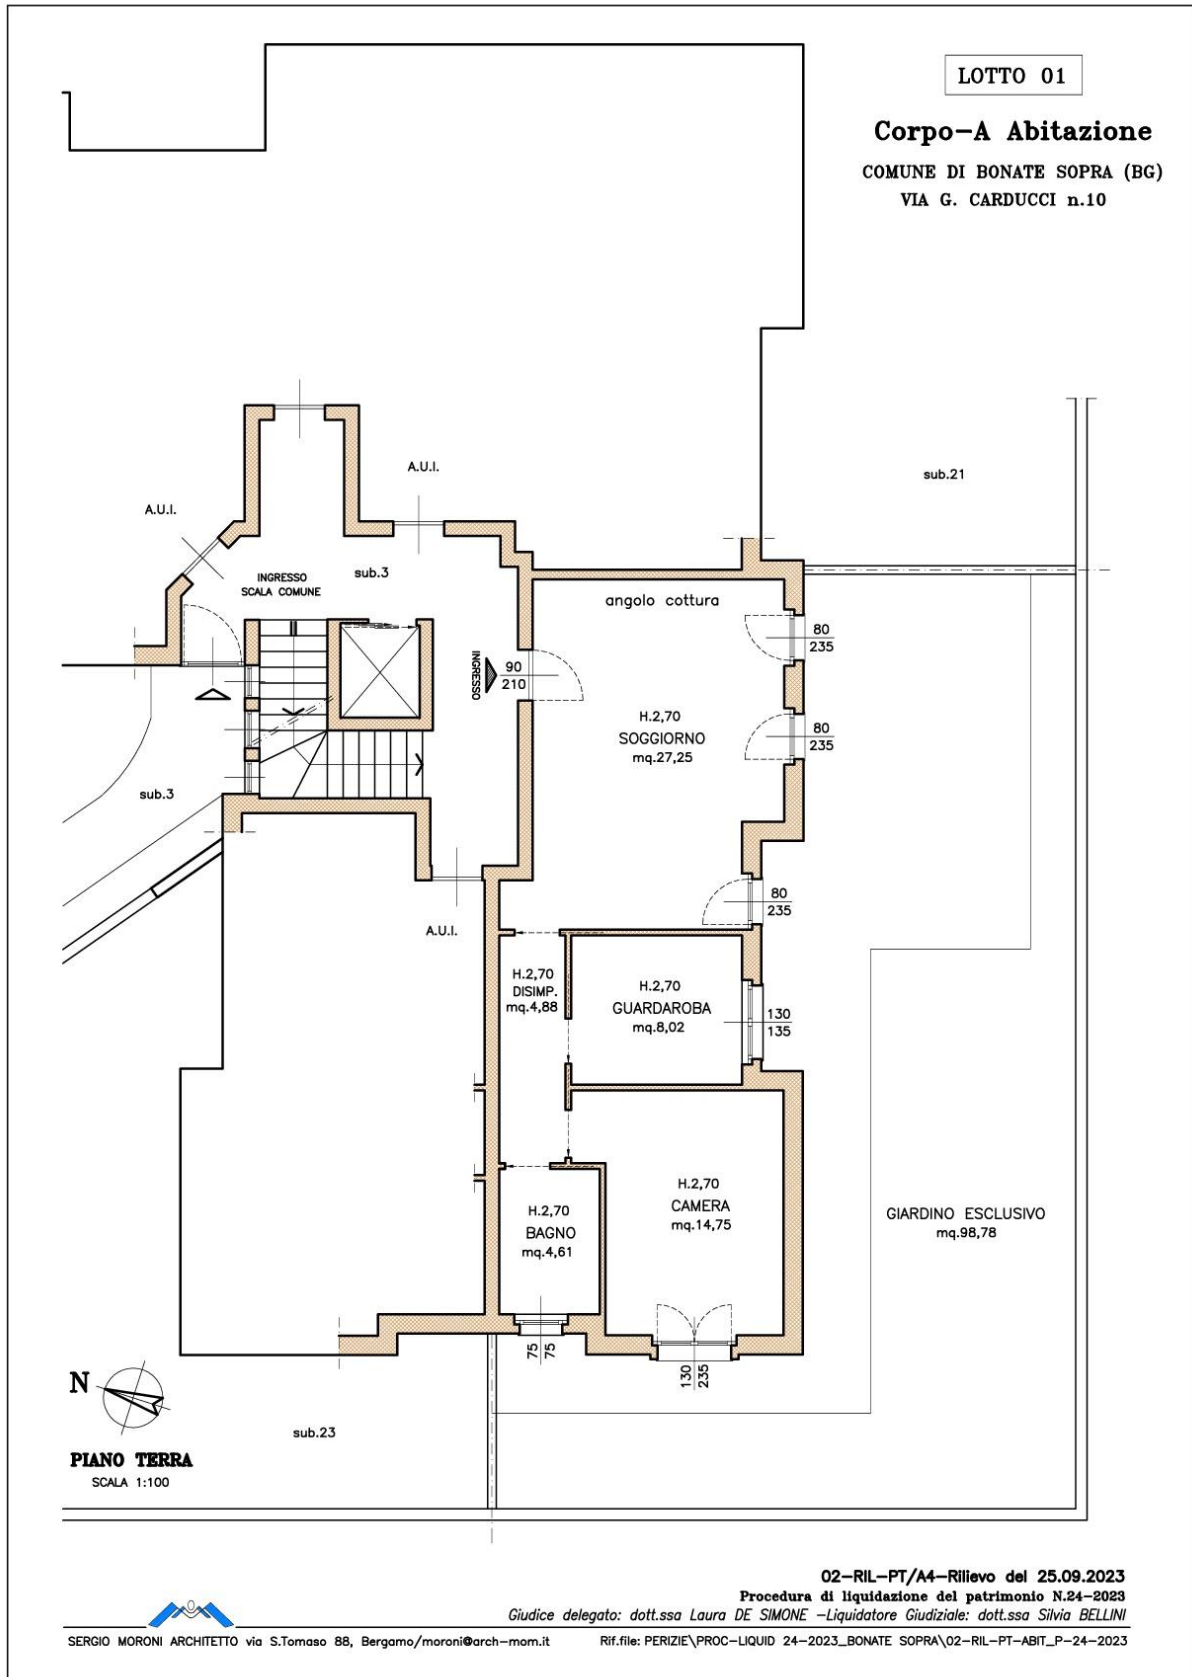 LOTTO 01
Corpo-A Abitazione
COMUNE DI BONATE SOPRA (BG)
VIA G. CARDUCCI n.10
A.U.I.
sub.21
A.U.I.
INGRESSO
SCALA COMUNE
sub.3
angolo cottura
80
235
INGRESSO
90
210
H.2,70
SOGGIORNO
mq.27,25
80
235
sub.3
80
235
A.U.I.
H.2,70
DISIMP.
mq.4,88
H.2,70
GUARDAROBA
mq.8,02
130
135
H.2,70
CAMERA
mq.14,75
H.2,70
BAGNO
mq.4,61
GIARDINO ESCLUSIVO
mq.98,78
75
75
130
235
N
sub.23
PIANO TERRA
SCALA 1:100
02-RIL-PT/A4-Rilievo del 25.09.2023
Procedura di liquidazione del patrimonio N.24-2023
Giudice delegato: dott.ssa Laura DE SIMONE -Liquidatore Giudiziale: dott.ssa Silvia BELLINI
SERGIO MORONI ARCHITETTO via S.Tomaso 88, Bergamo/moroni@arch-mom.it
Rif.file: PERIZIE\PROC-LIQUID 24-2023_BONATE SOPRA\02-RIL-PT-ABIT_P-24-2023